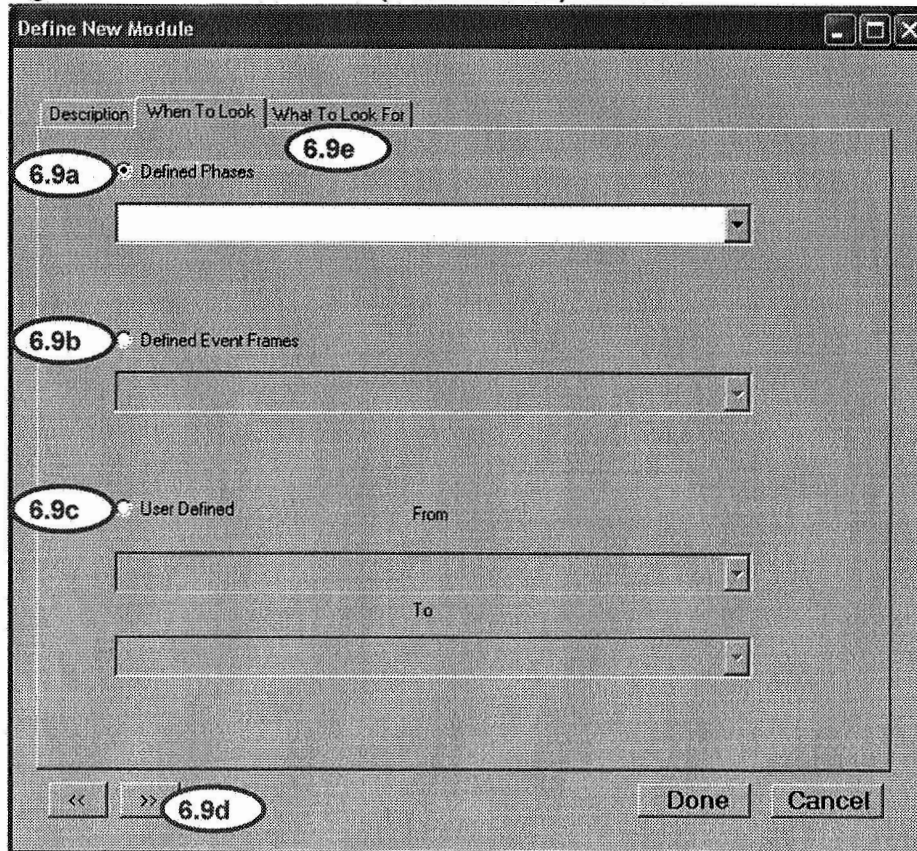 Define New Module
Description When To Look What To Look For
6.9e
6.9a Defined Phases
6.9b Defined Event Frames
6.9c User Defined From
To
<< >> 6.9d Done Cancel